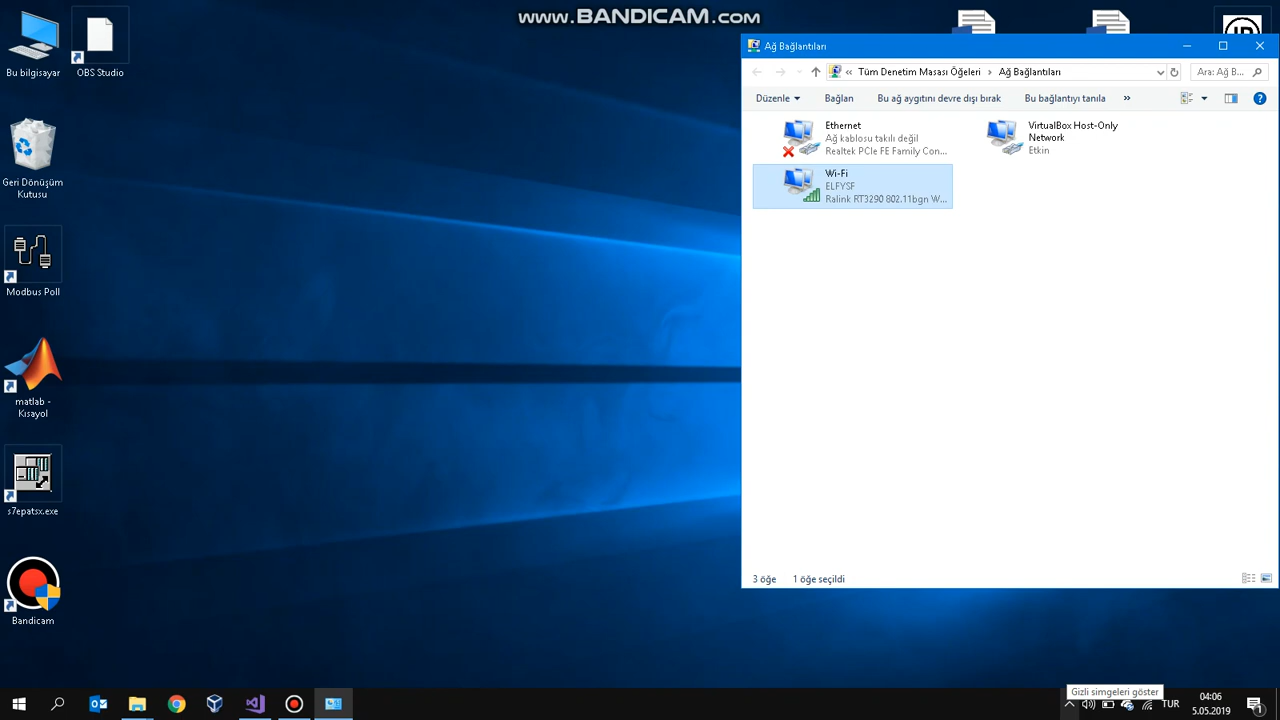 www.BANDICAM.com
Bu bilgisayar
OBS Studio
Geri Dönüşüm
Kutusu
Modbus Poll
matlab -
Kısayol
s7epatsx.exe
Bandicam
Ağ Bağlantıları
« Tüm Denetim Masası Öğeleri › Ağ Bağlantıları
Ara: Ağ B...
Düzenle
Bağlan
Bu ağ aygıtını devre dışı bırak
Bu bağlantıyı tanıla
»
Ethernet
Ağ kablosu takılı değil
Realtek PCIe FE Family Con...
VirtualBox Host-Only
Network
Etkin
Wi-Fi
ELFYSF
Ralink RT3290 802.11bgn W...
3 öğe
1 öğe seçildi
Gizli simgeleri göster
TUR
04:06
5.05.2019
1